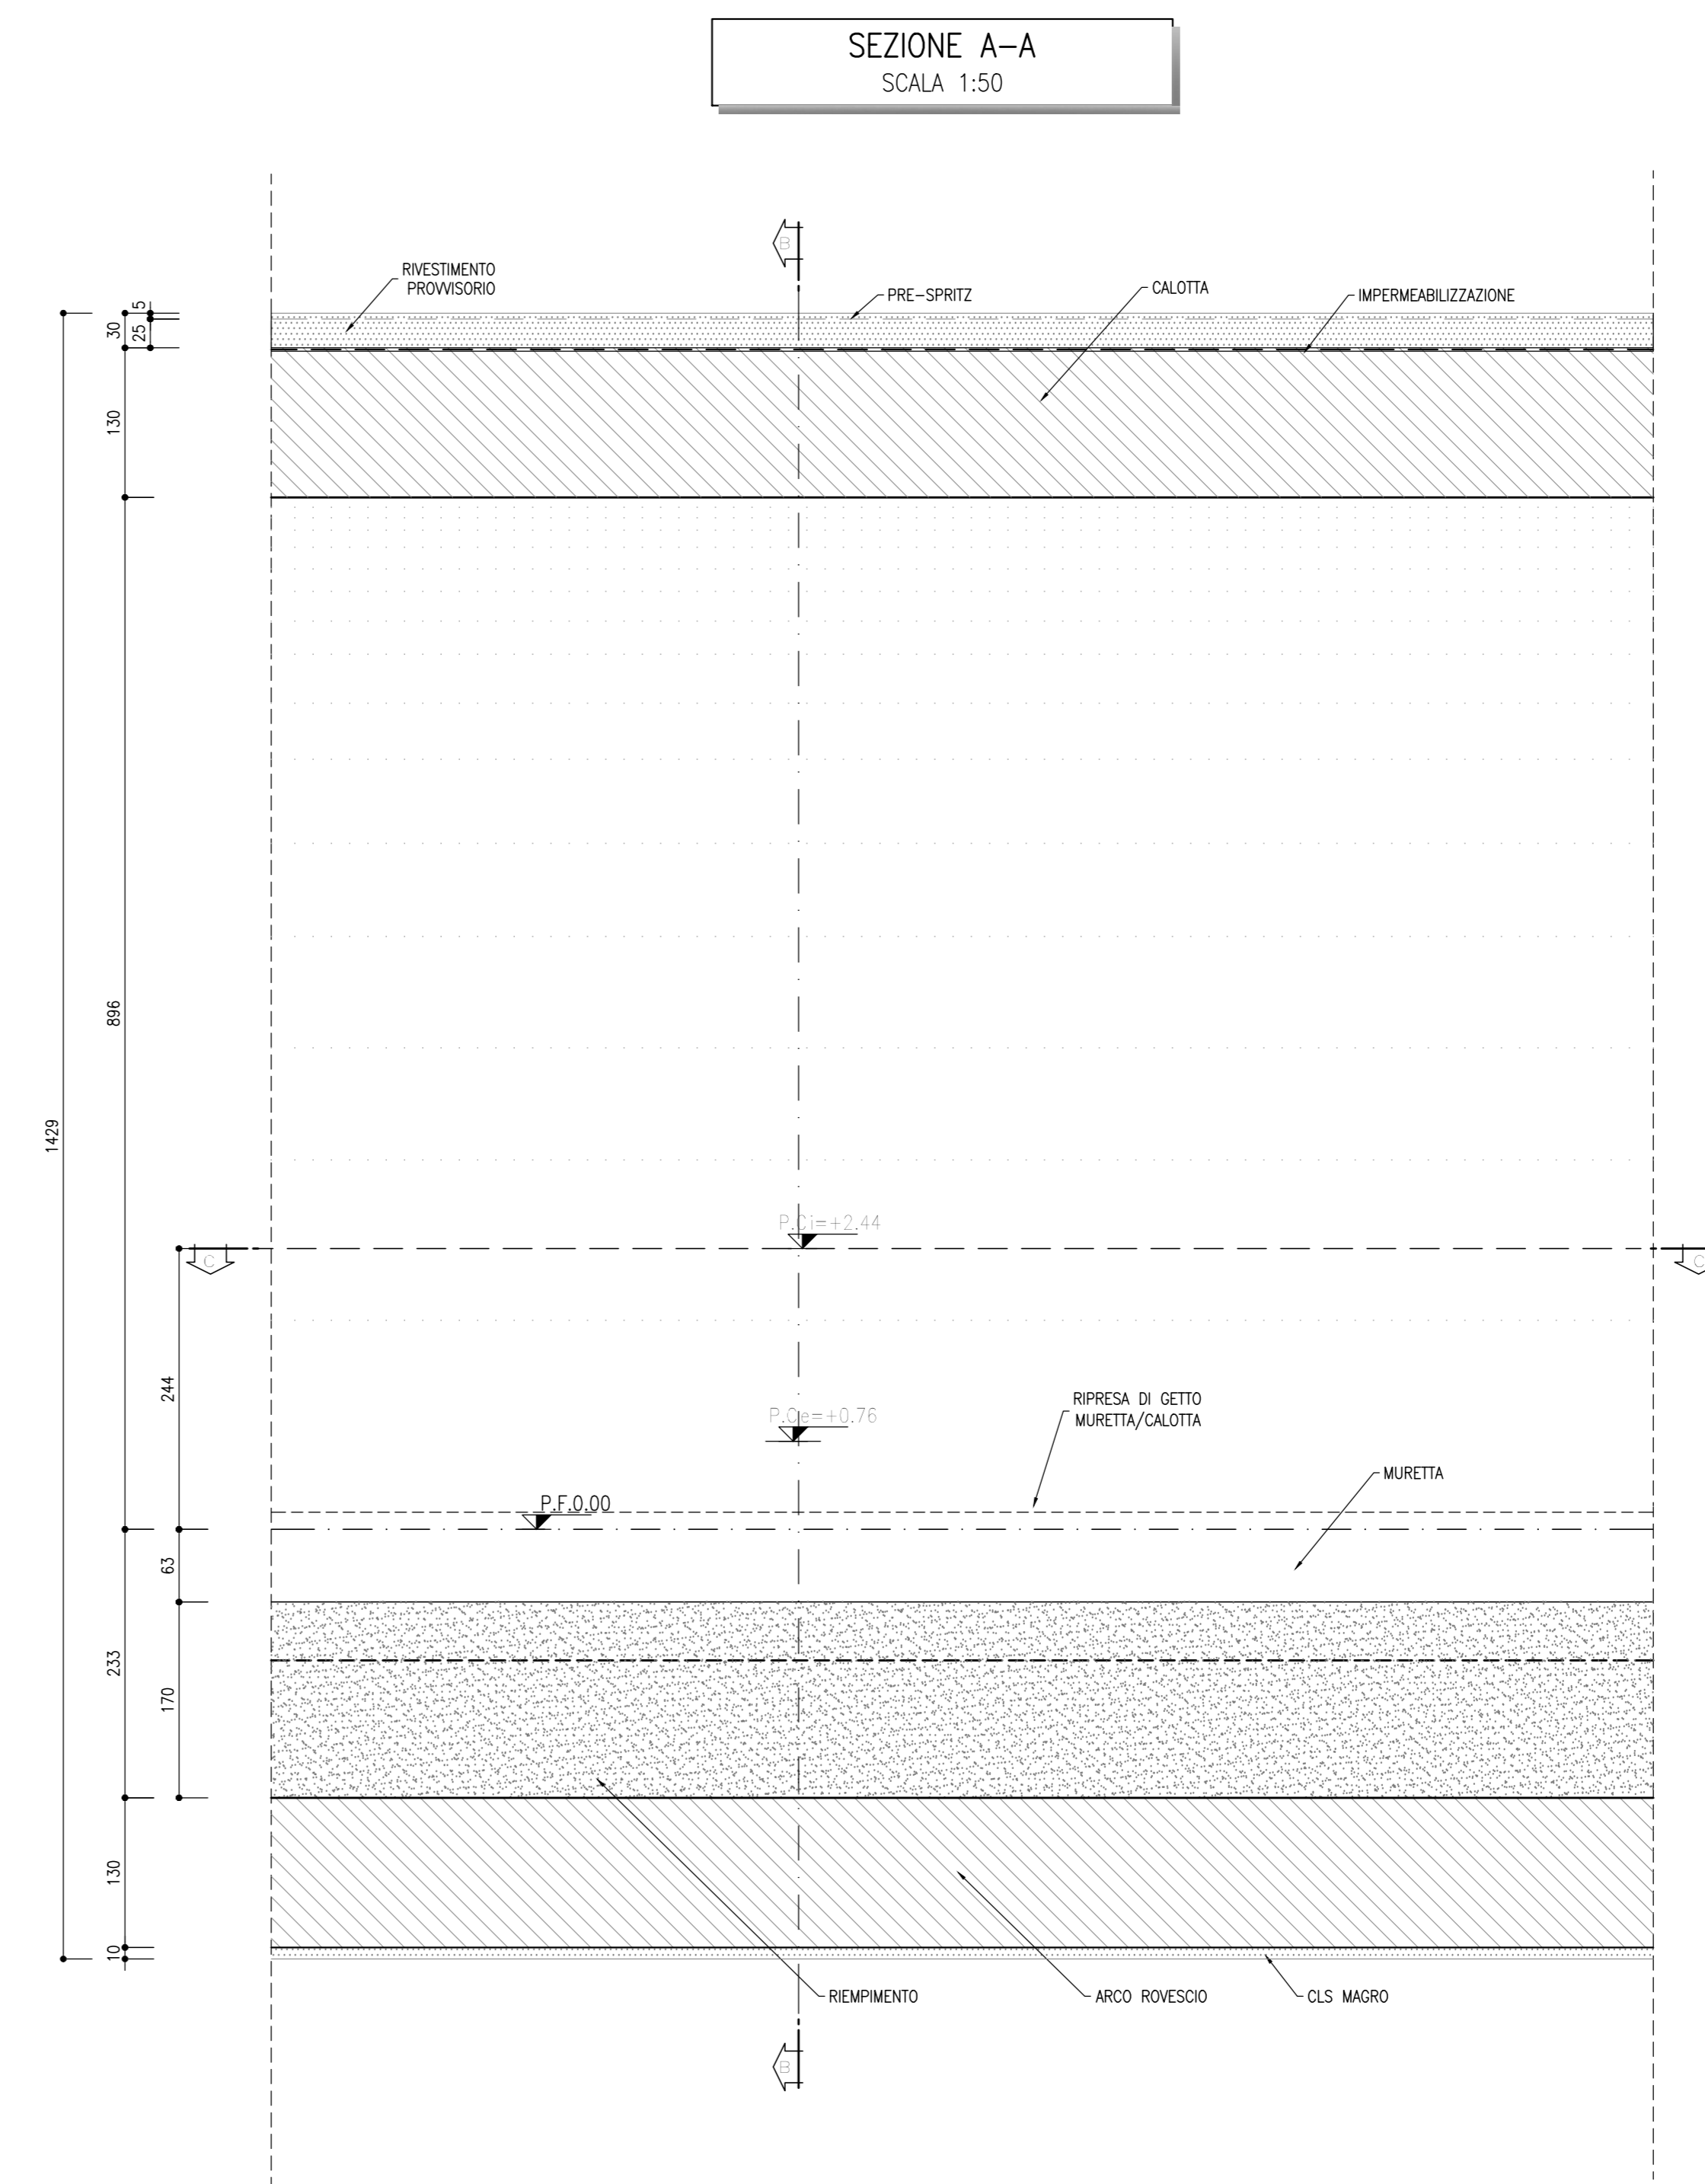 SEZIONE A-A
SCALA 1:50
B
RIVESTIMENTO
PROVVISORIO
PRE-SPRITZ
CALOTTA
IMPERMEABILIZZAZIONE
5
30
25
130
896
1429
P.Ci=+2.44
C
C
244
P.Ce=+0.76
RIPRESA DI GETTO
MURETTA/CALOTTA
MURETTA
P.F.0.00
63
233
170
130
10
RIEMPIMENTO
ARCO ROVESCIO
CLS MAGRO
B